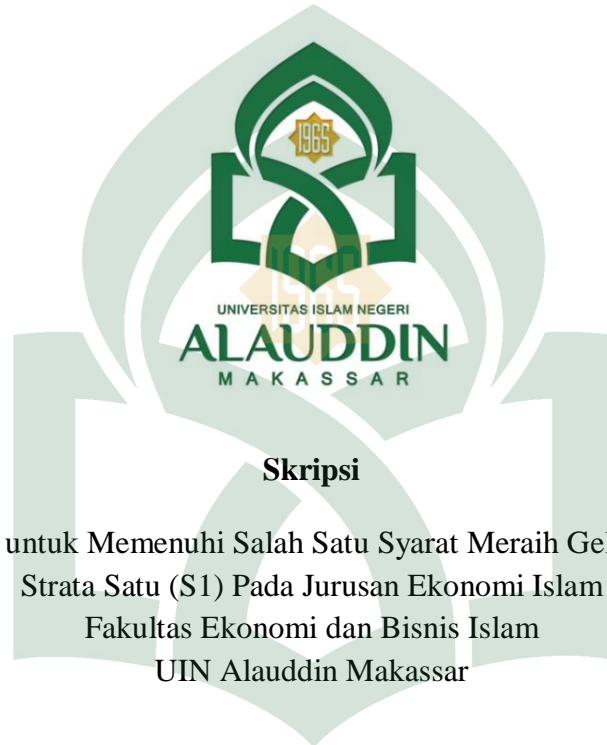 1965
UNIVERSITAS ISLAM NEGERI
ALAUDDIN
MAKASSAR
Skripsi
untuk Memenuhi Salah Satu Syarat Meraih
Strata Satu (S1) Pada Jurusan Ekonomi Islam
Fakultas Ekonomi dan Bisnis Islam
UIN Alauddin Makassar